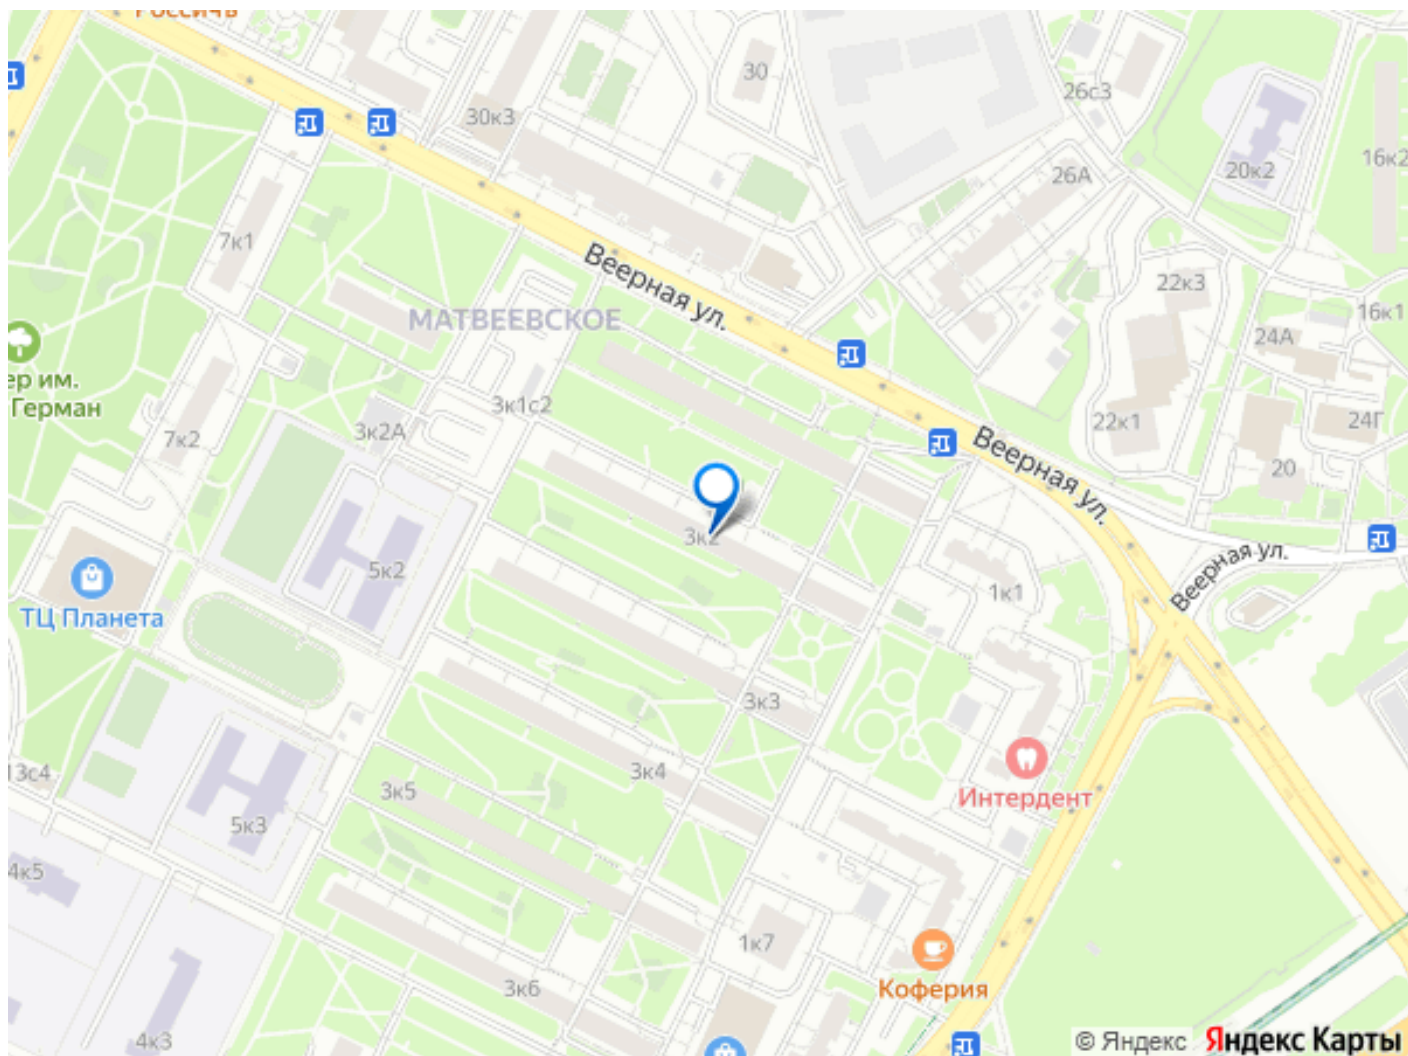 Россичъ
30
26с3
30к3
16к2
20к2
26А
7к1
Веерная ул.
22к3
МАТВЕЕВСКОЕ
16к1
24А
ер им.
Герман
3к1с2
22к1
24Г
7к2
3к2А
Веерная ул.
20
3к2
Веерная ул.
5к2
1к1
ТЦ Планета
3к3
13с4
3к4
3к5
Интердент
5к3
4к5
1к7
3к6
Коферия
4к3
© Яндекс Яндекс Карты